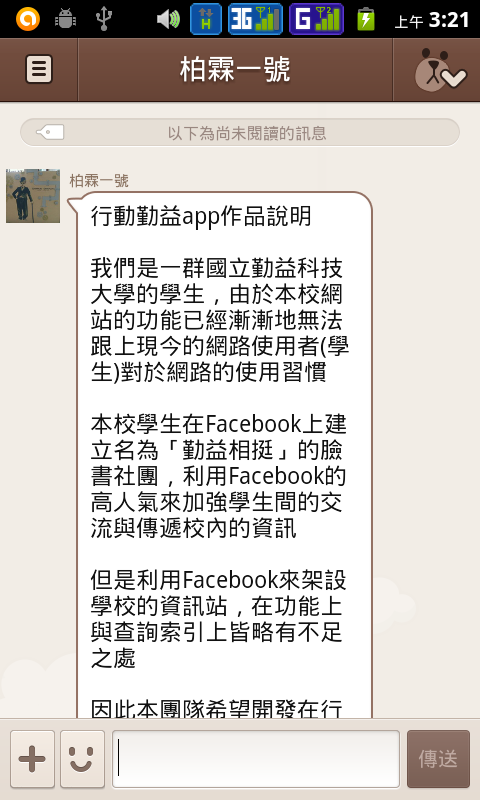 H 3G 1 G 2 上午 3:21
柏霖一號
以下為尚未閱讀的訊息
柏霖一號
行動勤益app作品說明
我們是一群國立勤益科技
大學的學生，由於本校網
站的功能已經漸漸地無法
跟上現今的網路使用者(學
生)對於網路的使用習慣
本校學生在Facebook上建
立名為「勤益相挺」的臉
書社團，利用Facebook的
高人氣來加強學生間的交
流與傳遞校內的資訊
但是利用Facebook來架設
學校的資訊站，在功能上
與查詢索引上皆略有不足
之處
因此本團隊希望開發在行
傳送